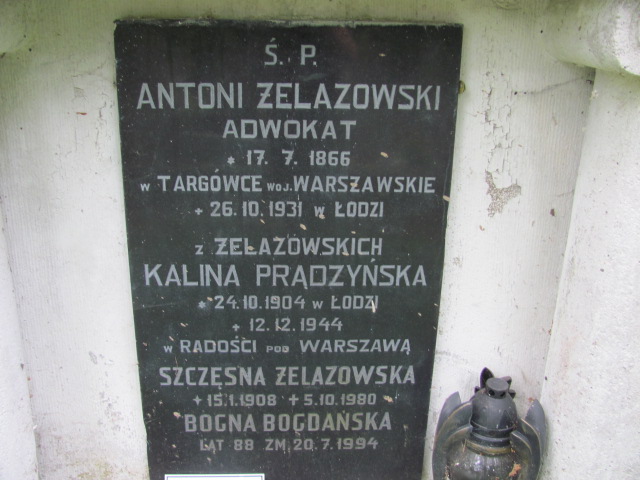 Ś. P.
ANTONI ŻELAZOWSKI
ADWOKAT
* 17. 7. 1866
W TARGÓWCE WOJ. WARSZAWSKIE
+ 26.10.1931 W ŁODZI
Z ŻELAZOWSKICH
KALINA PRĄDZYŃSKA
* 24.10.1904 W ŁODZI
+ 12.12.1944
W RADOŚCI POD WARSZAWĄ
SZCZĘSNA ŻELAZOWSKA
+ 15.1.1908 + 5.10.1980
BOGNA BOGDAŃSKA
LAT 88 ZM. 20.7.1994